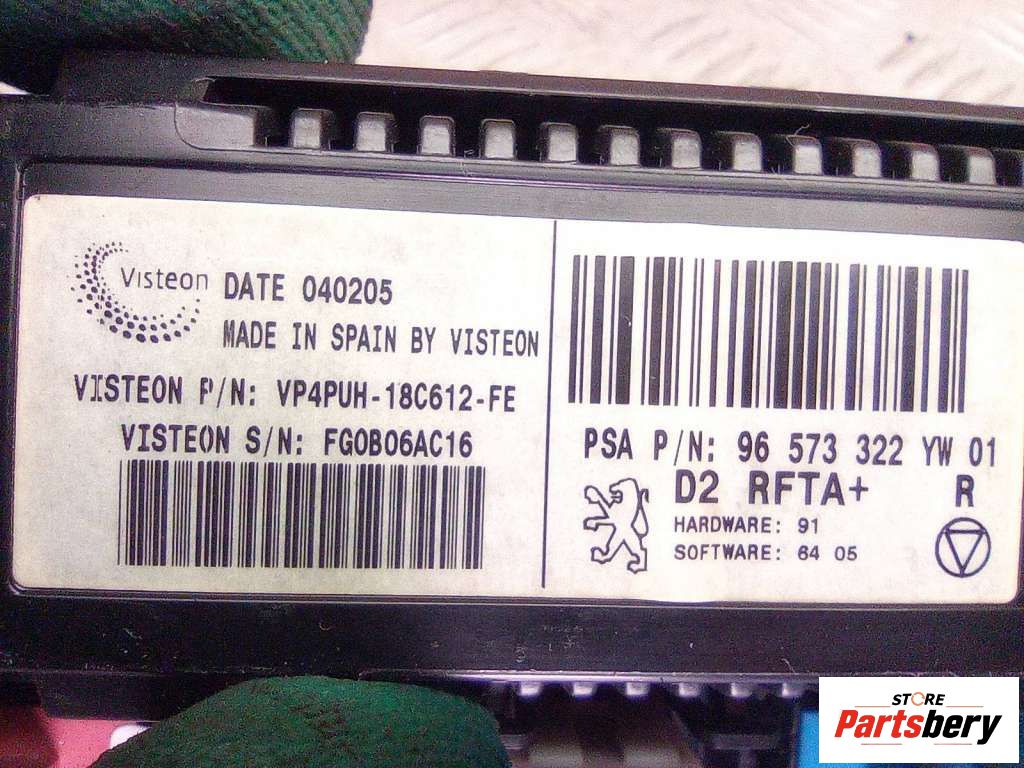 Visteon
DATE 040205
MADE IN SPAIN BY VISTEON
VISTEON P/N: VP4PUH-18C612-FE
VISTEON S/N: FG0B06AC16
PSA P/N: 96 573 322 YW 01
D2 RFTA+ R
HARDWARE: 91
SOFTWARE: 64 05
STORE
Partsbery